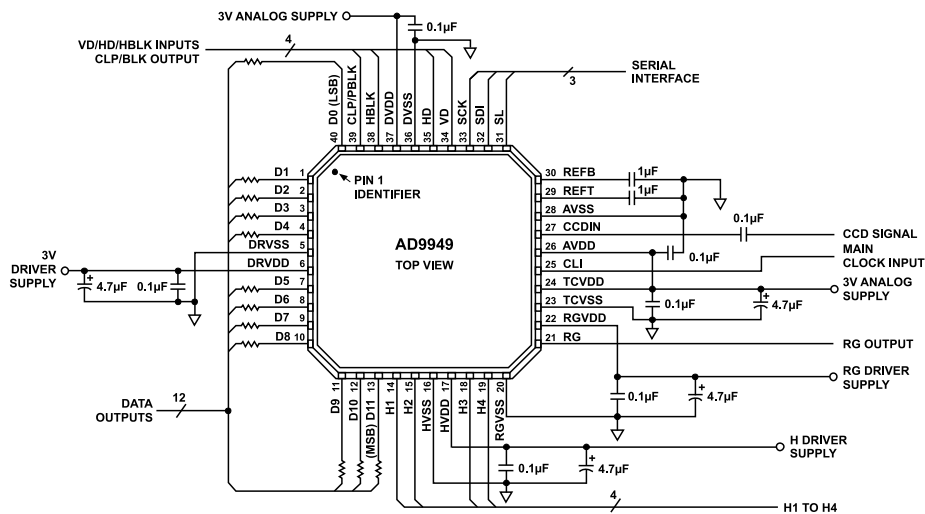 3V ANALOG SUPPLY
0.1µF
VD/HD/HBLK INPUTS
CLP/BLK OUTPUT
4
SERIAL
INTERFACE
3
40 D0 (LSB)
39 CLP/PBLK
38 HBLK
37 DVDD
36 DVSS
35 HD
34 VD
33 SCK
32 SDI
31 SL
D1 1
D2 2
D3 3
D4 4
DRVSS 5
DRVDD 6
D5 7
D6 8
D7 9
D8 10
3V
DRIVER
SUPPLY
4.7µF
0.1µF
PIN 1
IDENTIFIER
AD9949
TOP VIEW
30 REFB
1µF
29 REFT
1µF
28 AVSS
27 CCDIN
0.1µF
CCD SIGNAL
26 AVDD
0.1µF
25 CLI
MAIN
CLOCK INPUT
24 TCVDD
3V ANALOG
SUPPLY
23 TCVSS
0.1µF
4.7µF
22 RGVDD
21 RG
RG OUTPUT
RG DRIVER
SUPPLY
0.1µF
4.7µF
DATA
OUTPUTS
12
D9 11
D10 12
(MSB) D11 13
H1 14
H2 15
HVSS 16
HVDD 17
H3 18
H4 19
RGVSS 20
H DRIVER
SUPPLY
0.1µF
4.7µF
4
H1 TO H4